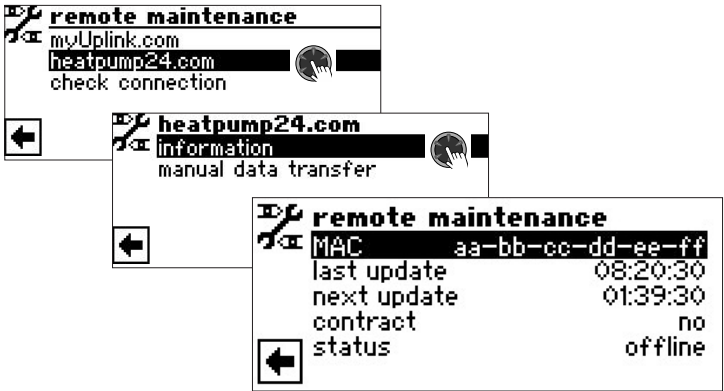 remote maintenance
myUplink.com
heatpump24.com
check connection
heatpump24.com
information
manual data transfer
remote maintenance
MAC aa-bb-cc-dd-ee-ff
last update 08:20:30
next update 01:39:30
contract no
status offline